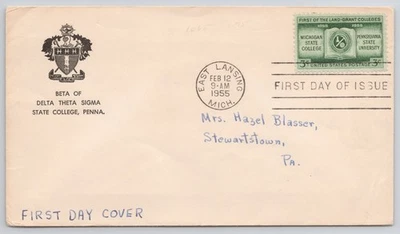 FIRST OF THE LAND-GRANT COLLEGES
1855 1955
MICHIGAN STATE COLLEGE
PENNSYLVANIA STATE UNIVERSITY
3¢ UNITED STATES POSTAGE 3¢
EAST LANSING
FEB 12
9-AM
1955
MICH.
FIRST DAY OF ISSUE
BETA OF
DELTA THETA SIGMA
STATE COLLEGE, PENNA.
Mrs. Hazel Blasser,
Stewartstown,
Pa.
FIRST DAY COVER